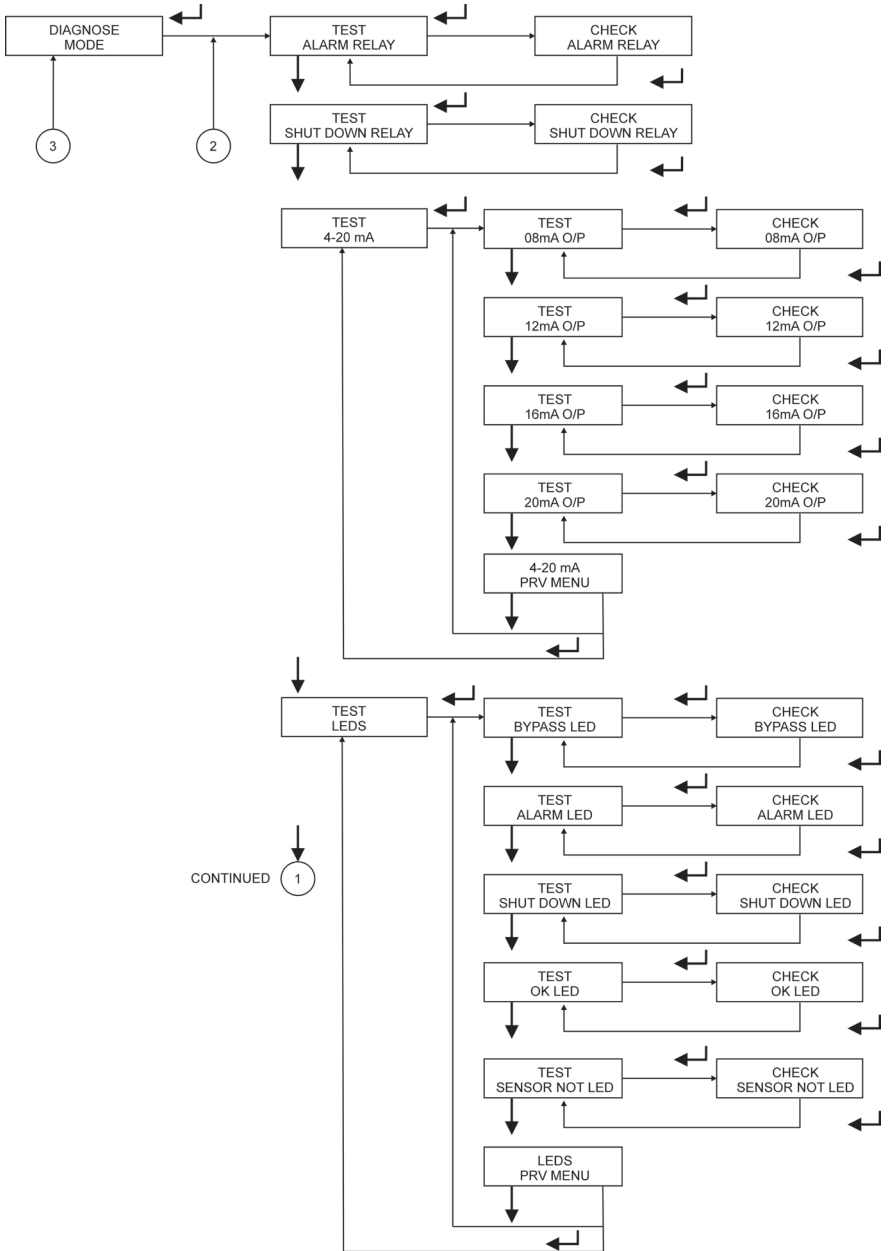 DIAGNOSE
MODE
TEST
ALARM RELAY
CHECK
ALARM RELAY
3
2
TEST
SHUT DOWN RELAY
CHECK
SHUT DOWN RELAY
TEST
4-20 mA
TEST
08mA O/P
CHECK
08mA O/P
TEST
12mA O/P
CHECK
12mA O/P
TEST
16mA O/P
CHECK
16mA O/P
TEST
20mA O/P
CHECK
20mA O/P
4-20 mA
PRV MENU
TEST
LEDS
TEST
BYPASS LED
CHECK
BYPASS LED
TEST
ALARM LED
CHECK
ALARM LED
CONTINUED 1
TEST
SHUT DOWN LED
CHECK
SHUT DOWN LED
TEST
OK LED
CHECK
OK LED
TEST
SENSOR NOT LED
CHECK
SENSOR NOT LED
LEDS
PRV MENU